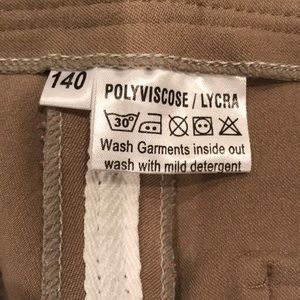 140
POLYVISCOSE / LYCRA
30°
Wash Garments inside out
wash with mild detergent